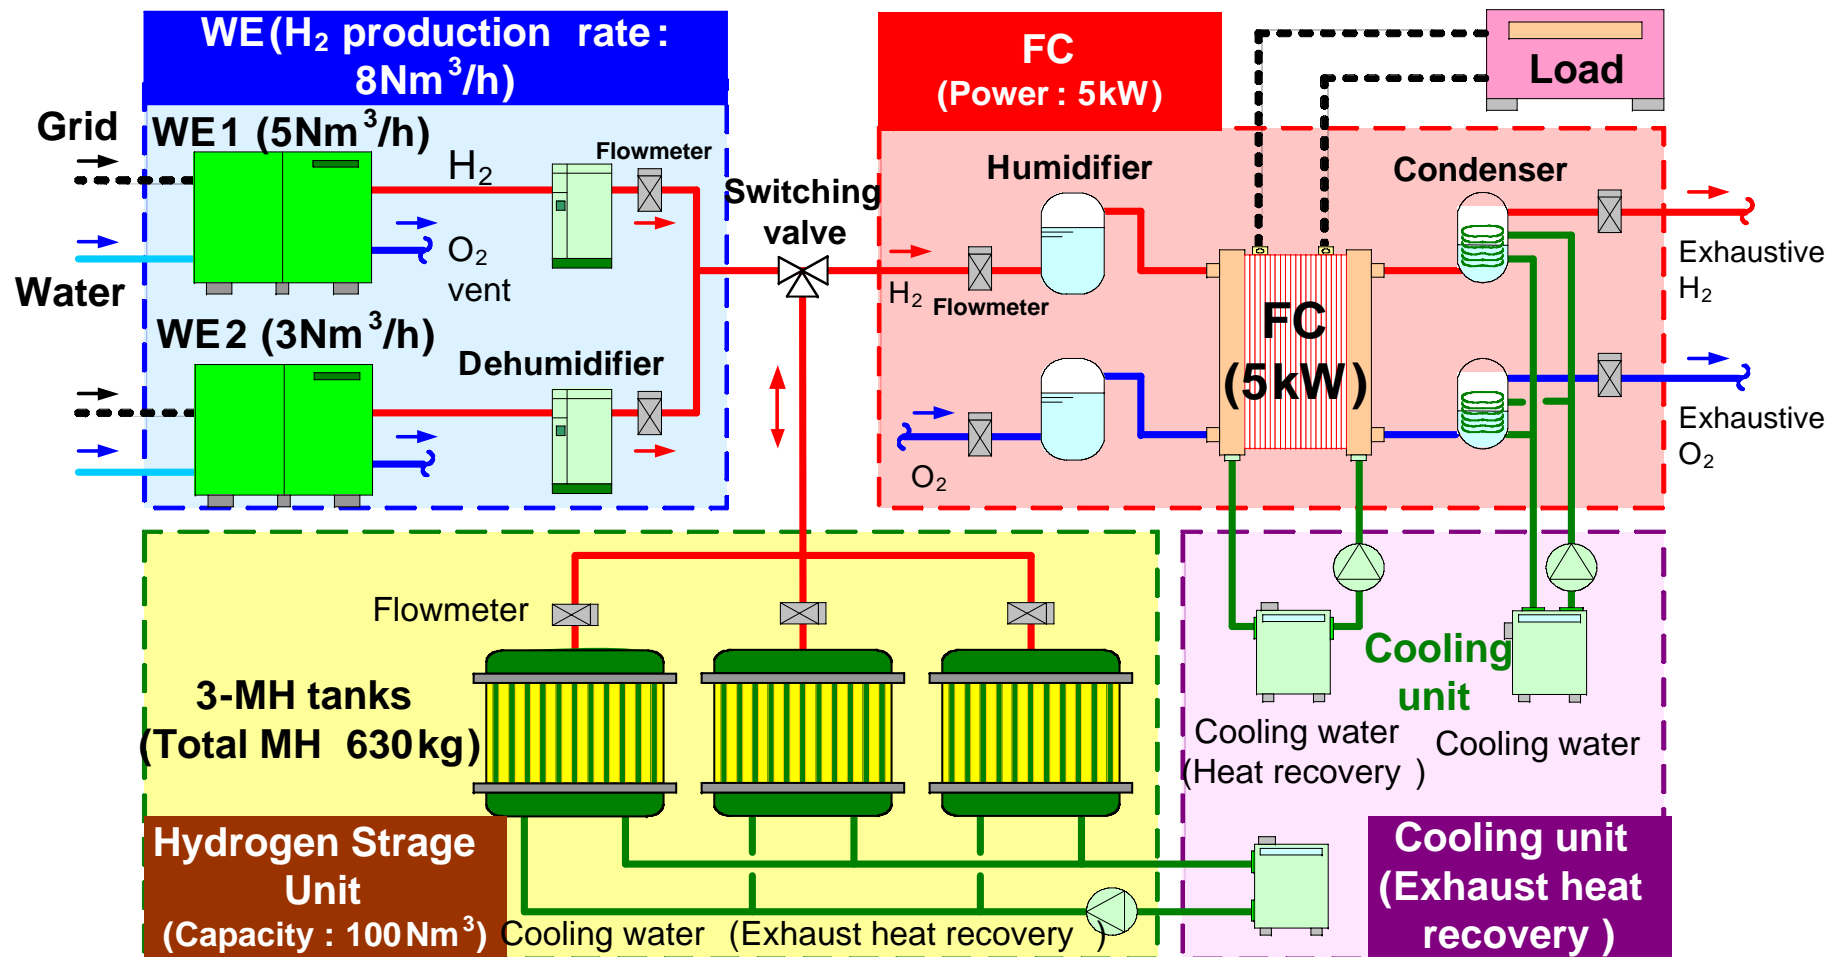 WE(H₂ production rate:
8Nm³/h)
Grid
WE1 (5Nm³/h)
H₂
Flowmeter
O₂
vent
Water
WE2 (3Nm³/h)
Dehumidifier
Switching
valve
FC
(Power : 5kW)
Load
Humidifier
Condenser
H₂
Flowmeter
FC
(5kW)
Exhaustive
H₂
O₂
Exhaustive
O₂
Flowmeter
3-MH tanks
(Total MH 630kg)
Hydrogen Strage
Unit
(Capacity : 100Nm³)
Cooling water (Exhaust heat recovery )
Cooling
unit
Cooling water
(Heat recovery )
Cooling water
Cooling unit
(Exhaust heat
recovery )